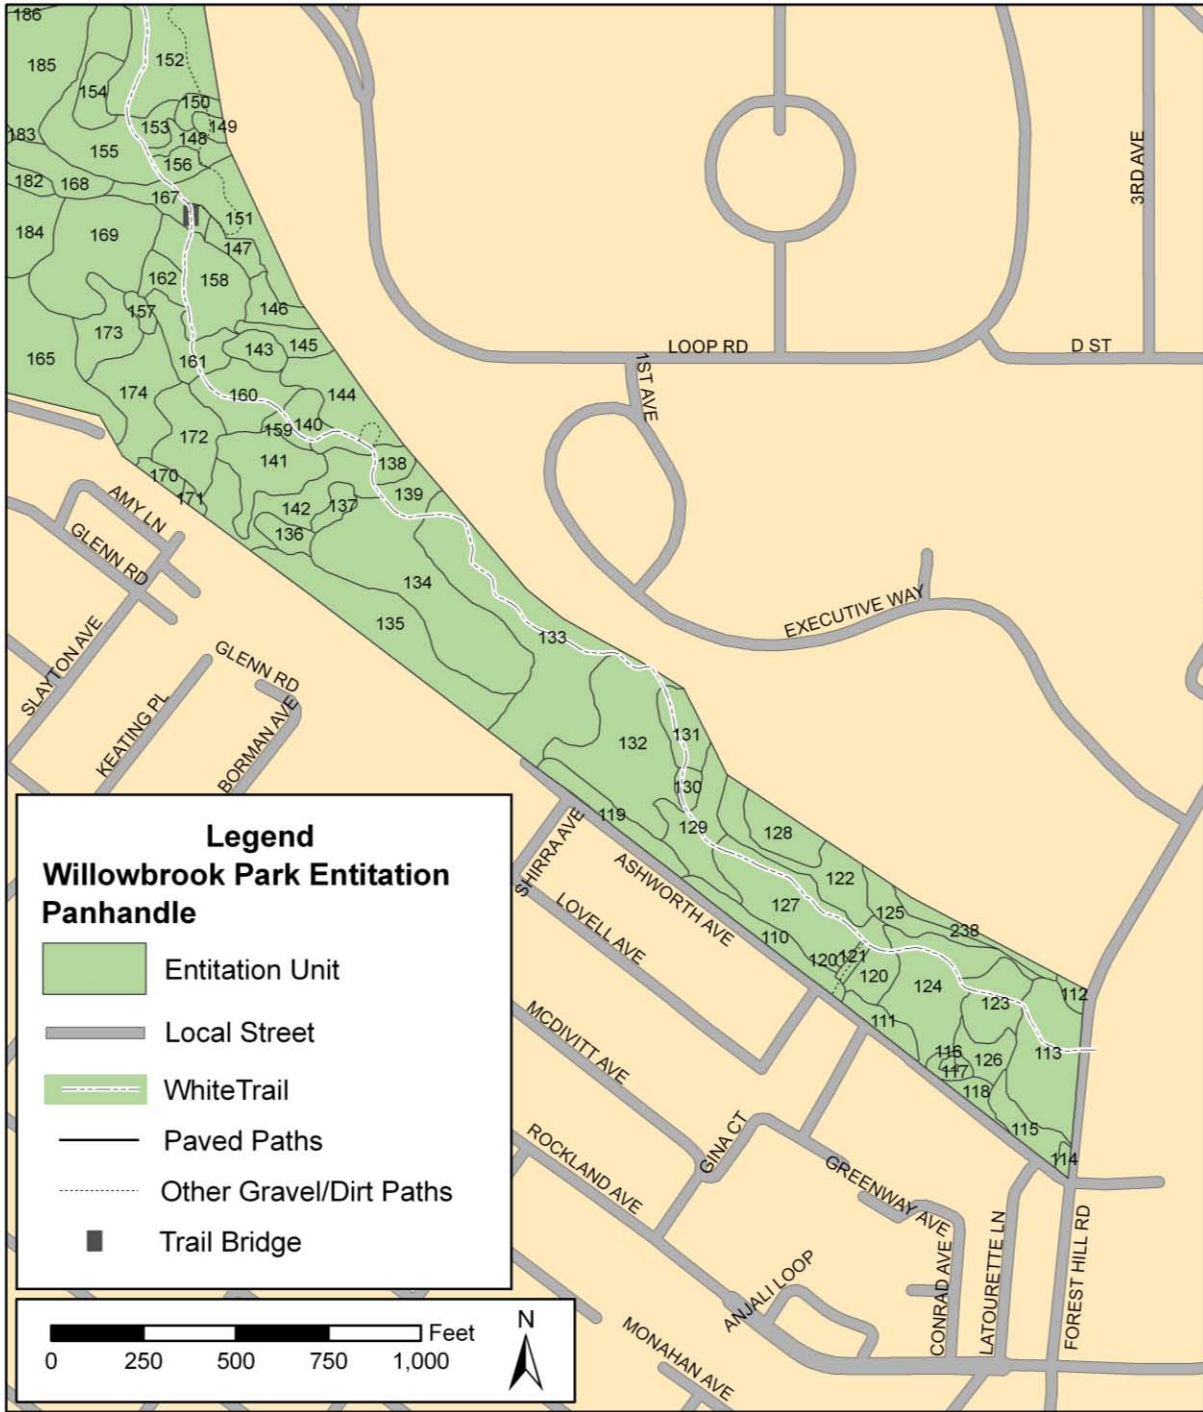 186
152
185
154
150
183
153
149
148
155
156
182
168
167
151
184
169
147
162
158
157
146
165
173
143
145
161
174
160
144
159
140
172
141
138
170
139
171
142
137
136
134
135
133
132
131
130
119
129
128
122
127
125
110
238
120
121
120
124
112
111
123
116
126
113
117
118
115
114
3RD AVE
LOOP RD
D ST
1ST AVE
EXECUTIVE WAY
AMY LN
GLENN RD
SLAYTON AVE
GLENN RD
KEATING PL
BORMAN AVE
SHIRRA AVE
ASHWORTH AVE
LOVELL AVE
MCDIVITT AVE
ROCKLAND AVE
GINA CT
GREENWAY AVE
CONRAD AVE
LATOURETTE LN
FOREST HILL RD
ANJALI LOOP
MONAHAN AVE
Legend
Willowbrook Park Entitation
Panhandle
Entitation Unit
Local Street
WhiteTrail
Paved Paths
Other Gravel/Dirt Paths
Trail Bridge
Feet
0 250 500 750 1,000
N